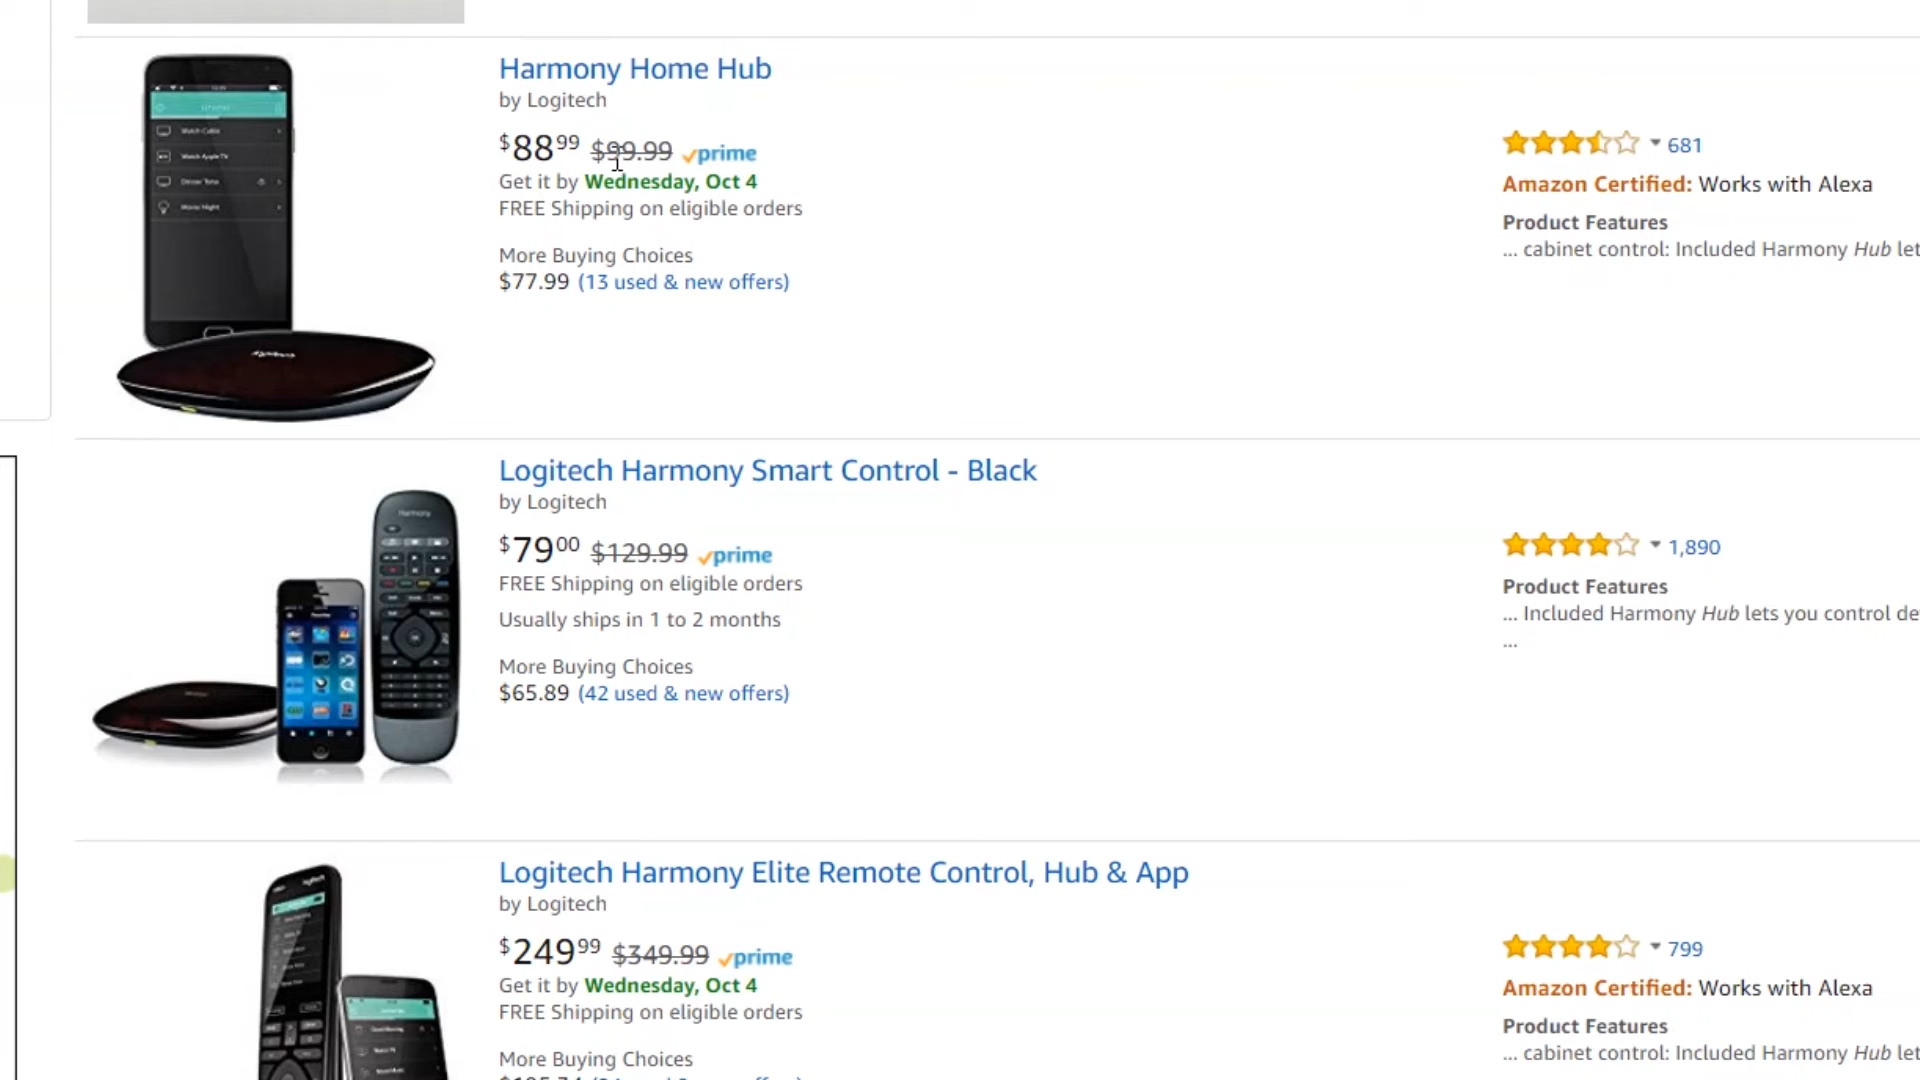 Harmony Home Hub
by Logitech
$88 99 $99.99 prime
Get it by Wednesday, Oct 4
FREE Shipping on eligible orders
More Buying Choices
$77.99 (13 used & new offers)
681
Amazon Certified: Works with Alexa
Product Features
... cabinet control: Included Harmony Hub let
Logitech Harmony Smart Control - Black
by Logitech
$79 00 $129.99 prime
FREE Shipping on eligible orders
Usually ships in 1 to 2 months
More Buying Choices
$65.89 (42 used & new offers)
1,890
Product Features
... Included Harmony Hub lets you control de
...
Logitech Harmony Elite Remote Control, Hub & App
by Logitech
$249 99 $349.99 prime
Get it by Wednesday, Oct 4
FREE Shipping on eligible orders
More Buying Choices
799
Amazon Certified: Works with Alexa
Product Features
... cabinet control: Included Harmony Hub let